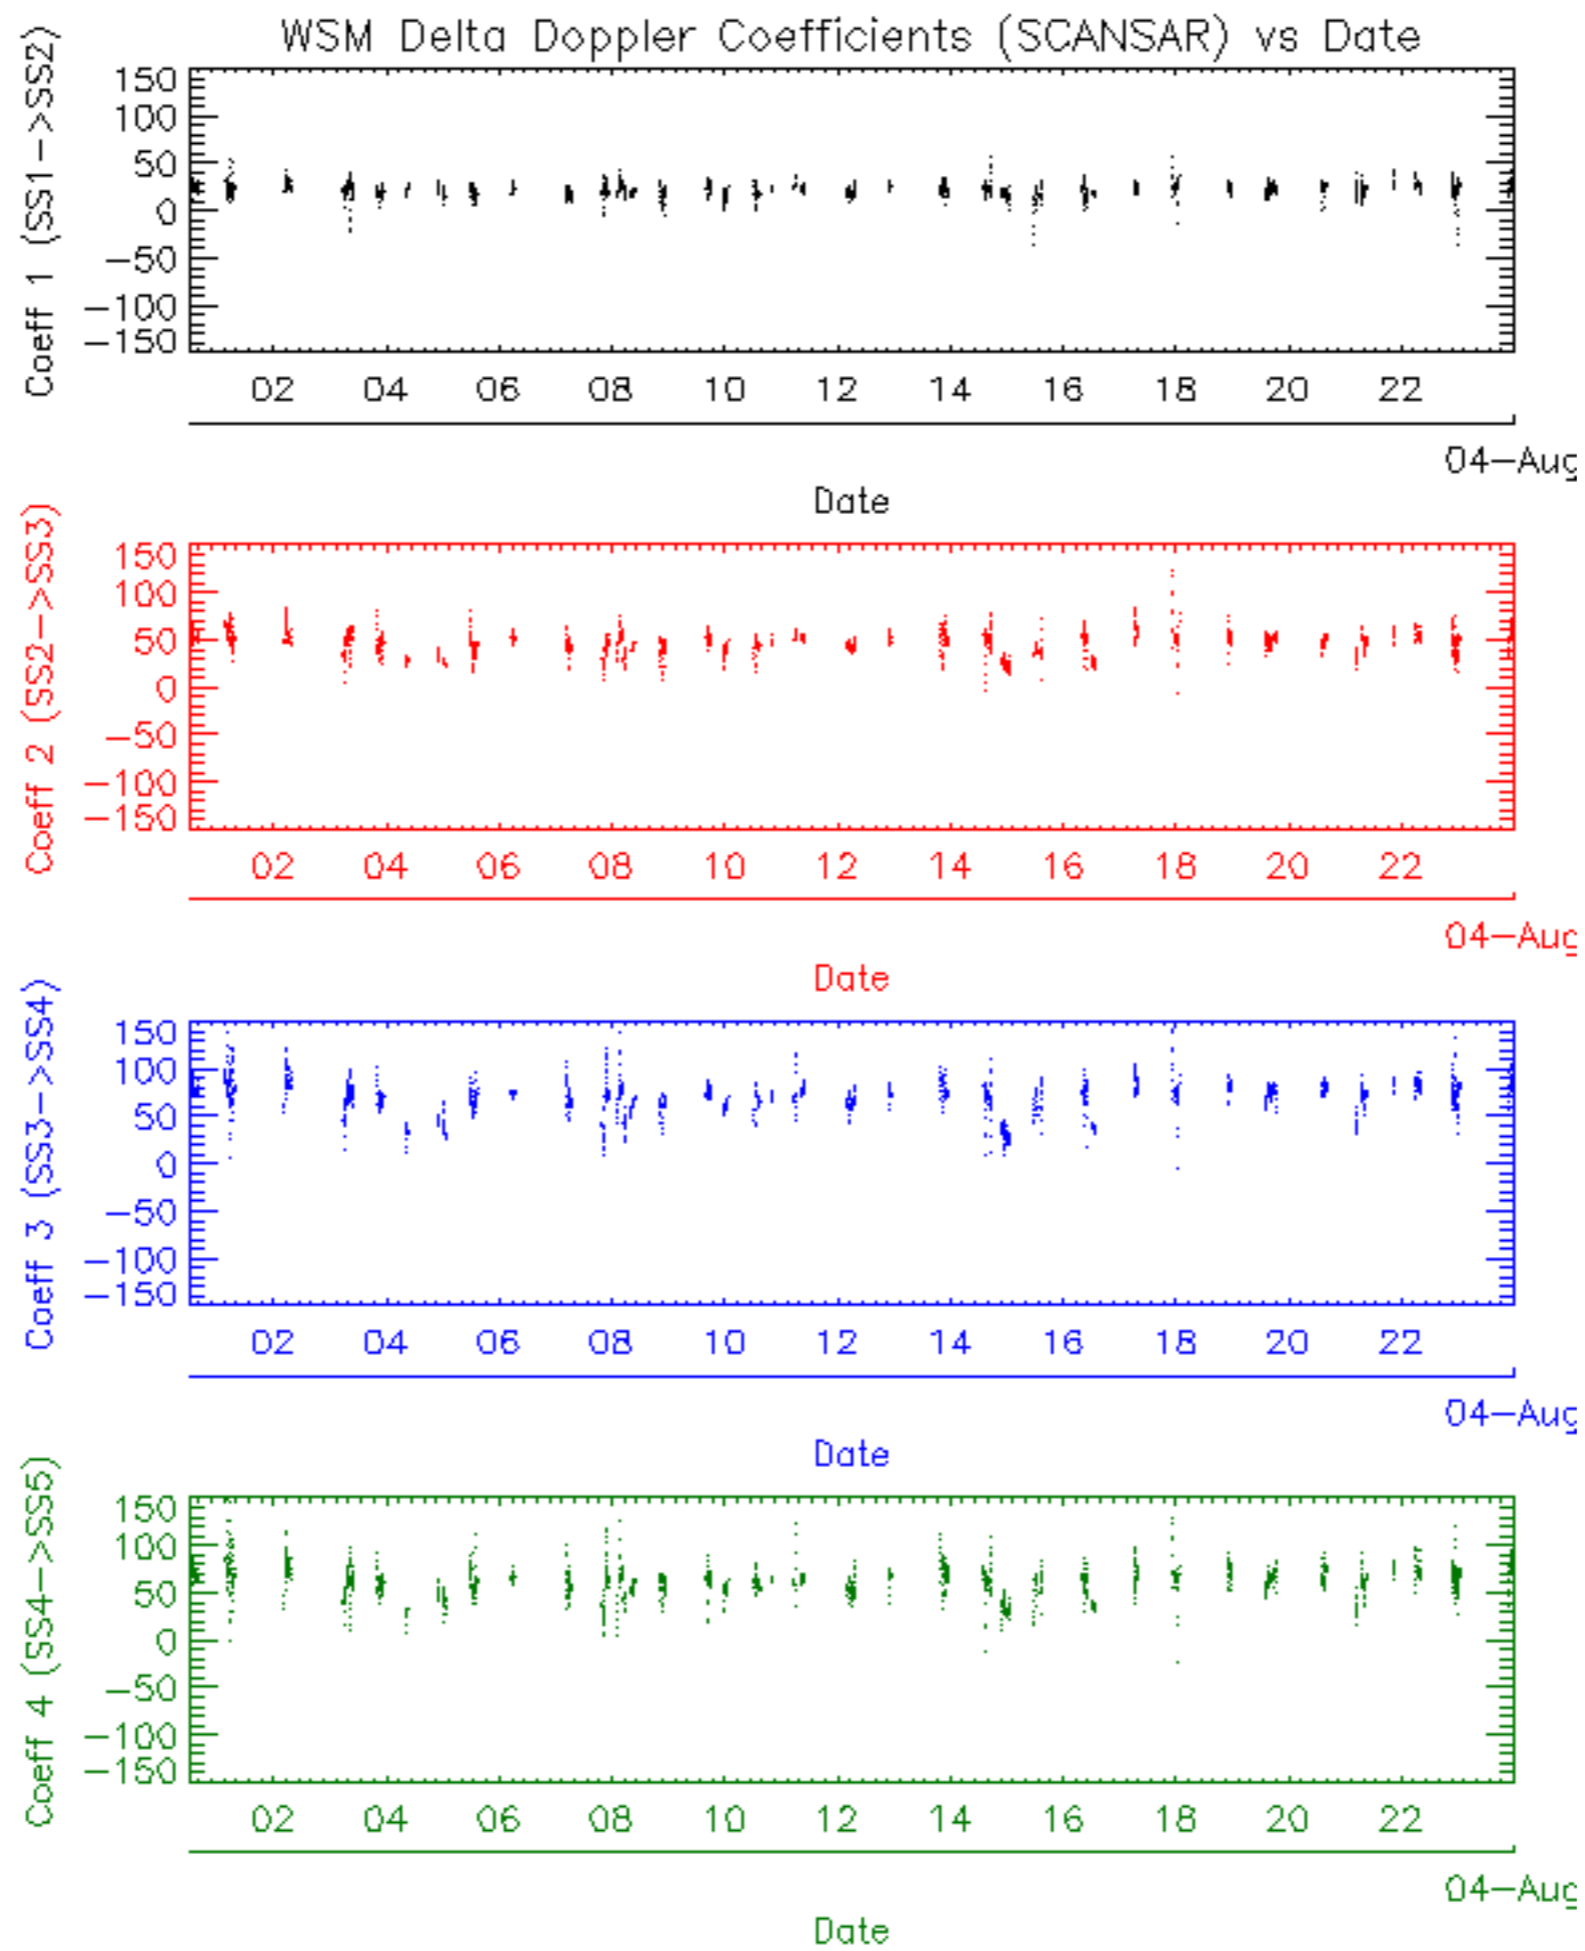 WSM Delta Doppler Coefficients (SCANSAR) vs Date
Coeff 1 (SS1->SS2)
150
100
50
0
-50
-100
-150
02 04 06 08 10 12 14 16 18 20 22
04-Aug
Date
Coeff 2 (SS2->SS3)
150
100
50
0
-50
-100
-150
02 04 06 08 10 12 14 16 18 20 22
04-Aug
Date
Coeff 3 (SS3->SS4)
150
100
50
0
-50
-100
-150
02 04 06 08 10 12 14 16 18 20 22
04-Aug
Date
Coeff 4 (SS4->SS5)
150
100
50
0
-50
-100
-150
02 04 06 08 10 12 14 16 18 20 22
04-Aug
Date